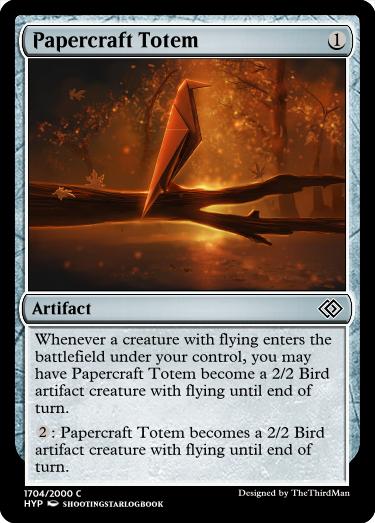 Papercraft Totem 1
Artifact
Whenever a creature with flying enters the
battlefield under your control, you may
have Papercraft Totem become a 2/2 Bird
artifact creature with flying until end of
turn.
2 : Papercraft Totem becomes a 2/2 Bird
artifact creature with flying until end of
turn.
1704/2000 C
HYP SHOOTINGSTARLOGBOOK
Designed by TheThirdMan